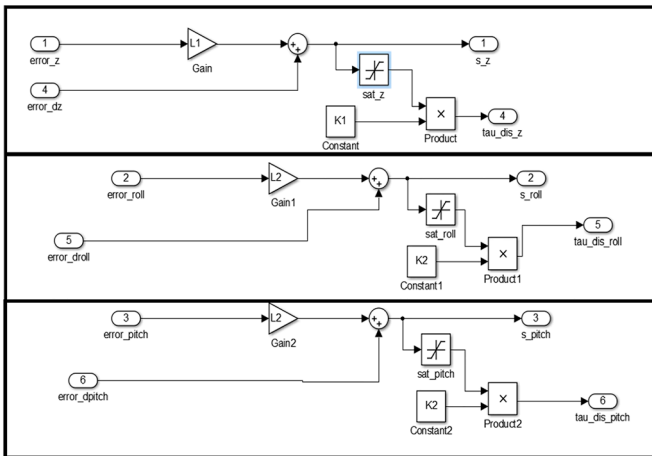 1
error_z
L1
Gain
+
+
1
s_z
4
error_dz
sat_z
K1
Constant
×
Product
4
tau_dis_z
2
error_roll
L2
Gain1
+
+
2
s_roll
5
error_droll
sat_roll
K2
Constant1
×
Product1
5
tau_dis_roll
3
error_pitch
L2
Gain2
+
+
3
s_pitch
6
error_dpitch
sat_pitch
K2
Constant2
×
Product2
6
tau_dis_pitch